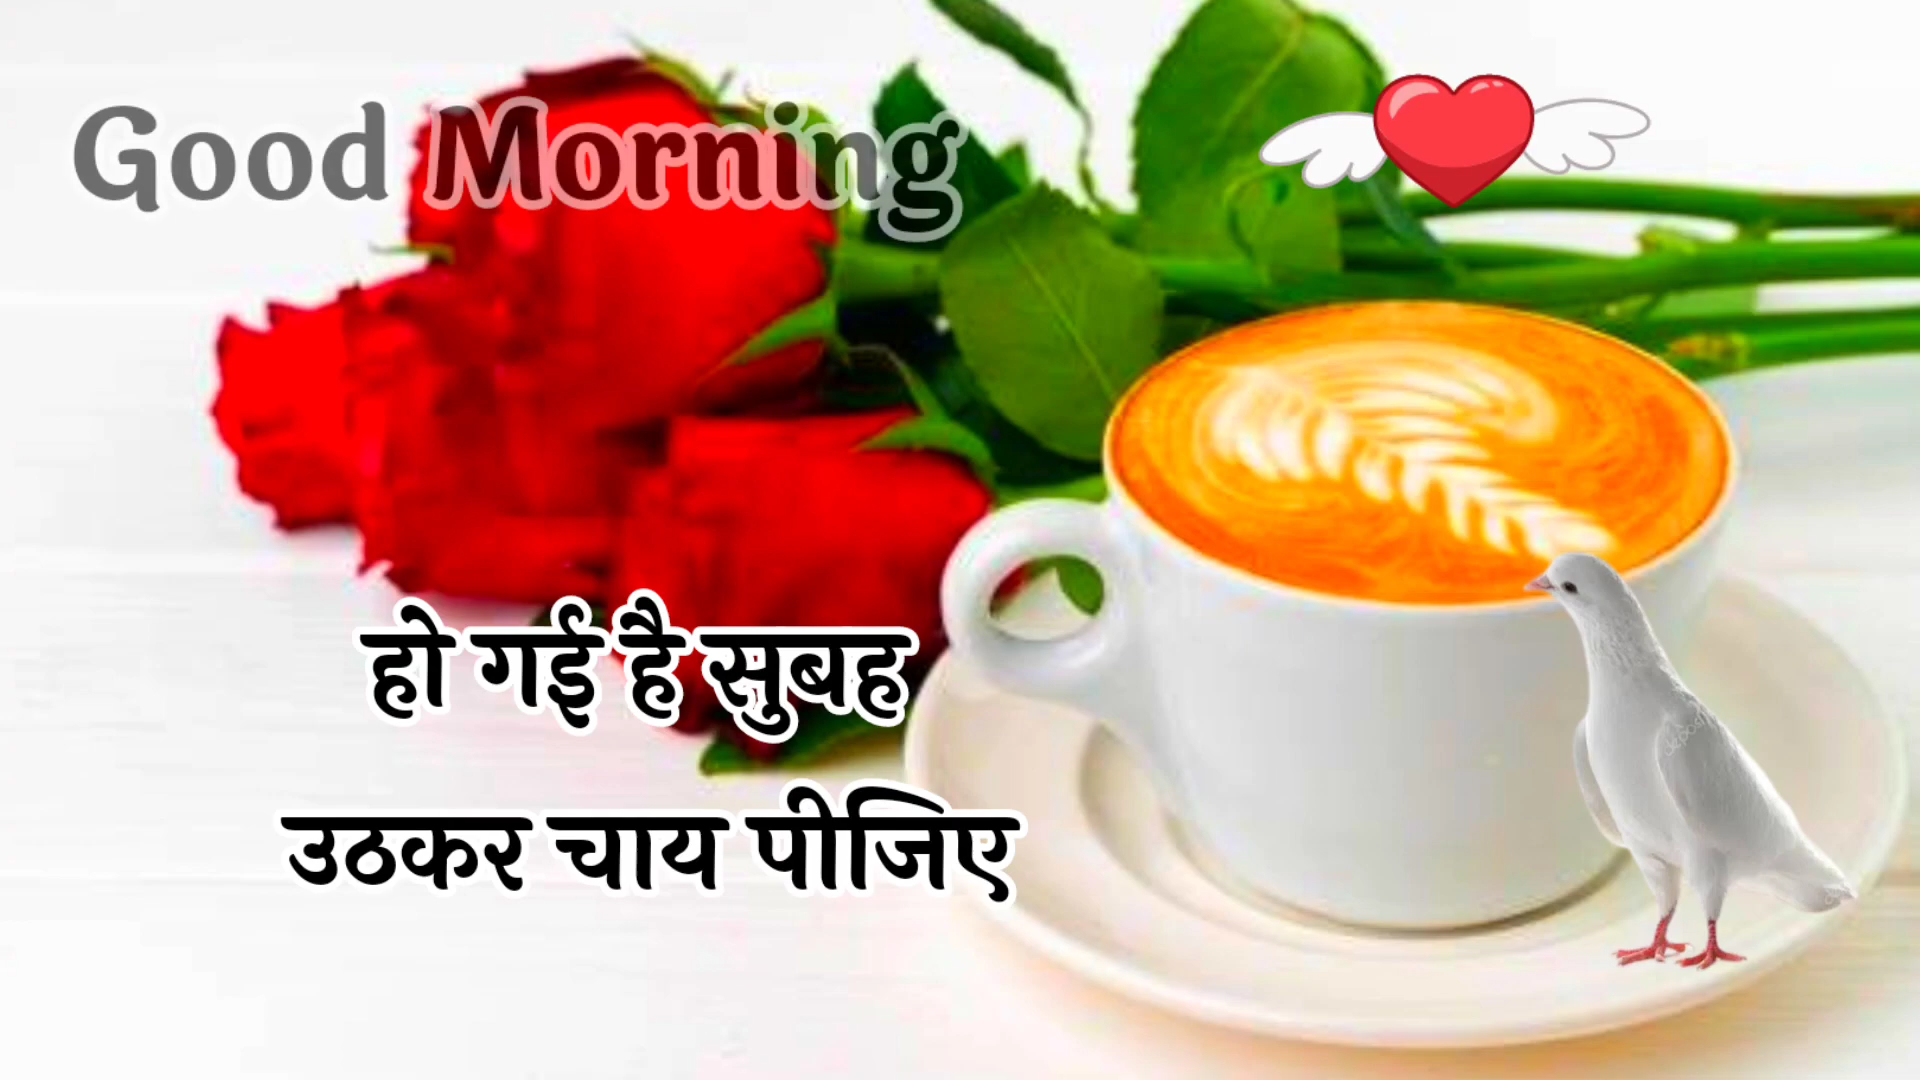 Good Morning
हो गई है सुबह
उठकर चाय पीजिए